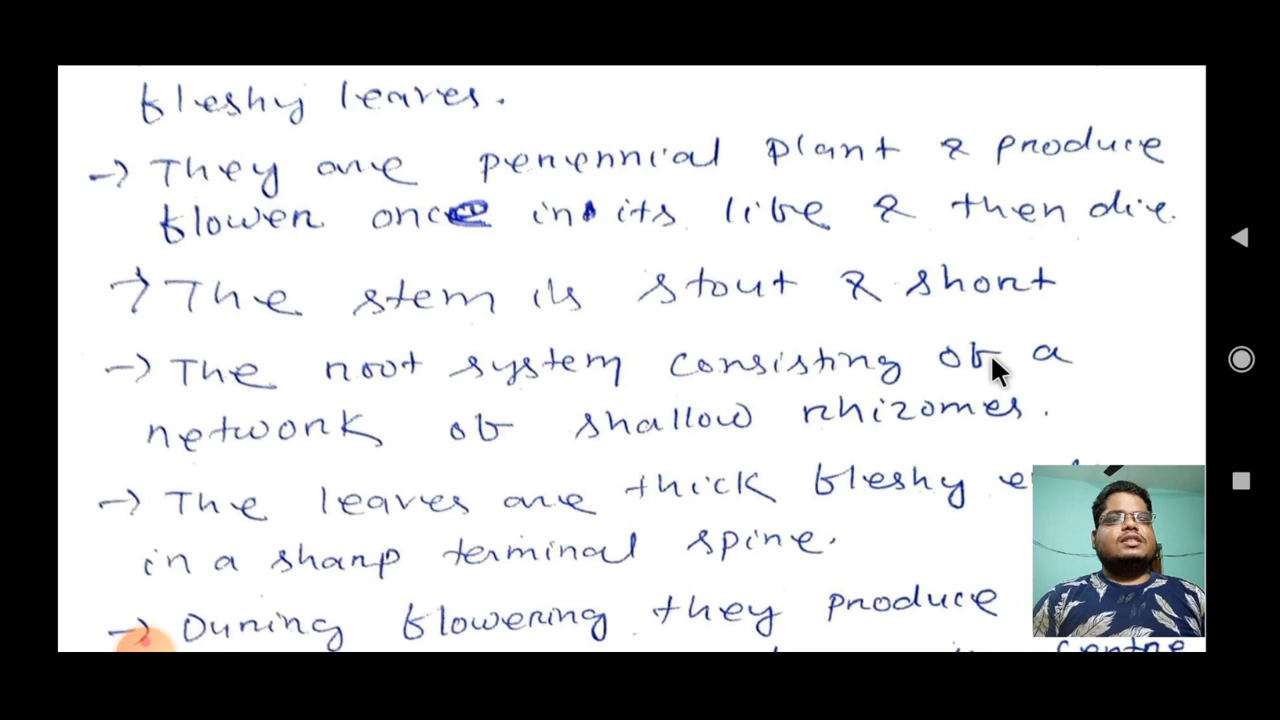 fleshy leaves.
→ They are perennial plant & produce
flower once in its life & then die.
→ The stem is stout & short
→ The root system consisting of a
network of shallow rhizomes.
→ The leaves are thick fleshy
in a sharp terminal spine.
→ During flowering they produce
centre